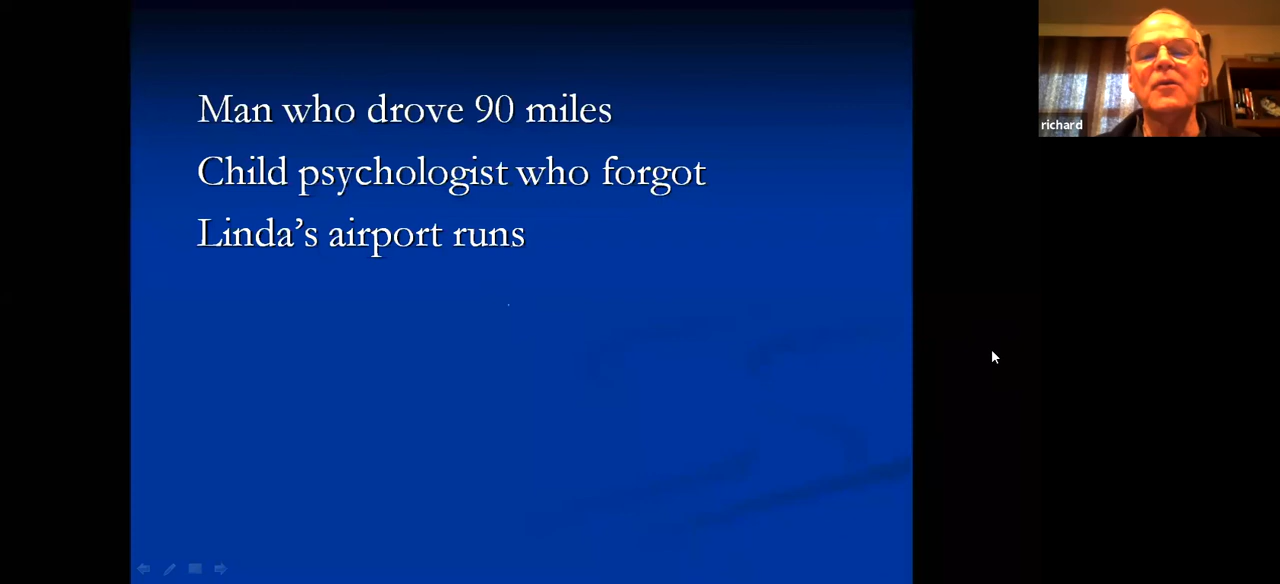 Man who drove 90 miles
Child psychologist who forgot
Linda’s airport runs
richard